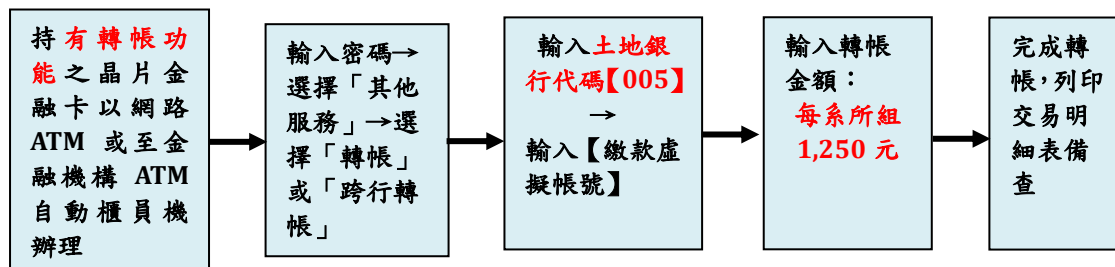 持有轉帳功
能之晶片金
融卡以網路
ATM 或至金
融機構 ATM
自動櫃員機
辦理
輸入密碼→
選擇「其他
服務」→選
擇「轉帳」
或「跨行轉
帳」
輸入土地銀
行代碼【005】
→
輸入【繳款虛
擬帳號】
輸入轉帳
金額：
每系所組
1,250 元
完成轉
帳，列印
交易明
細表備
查